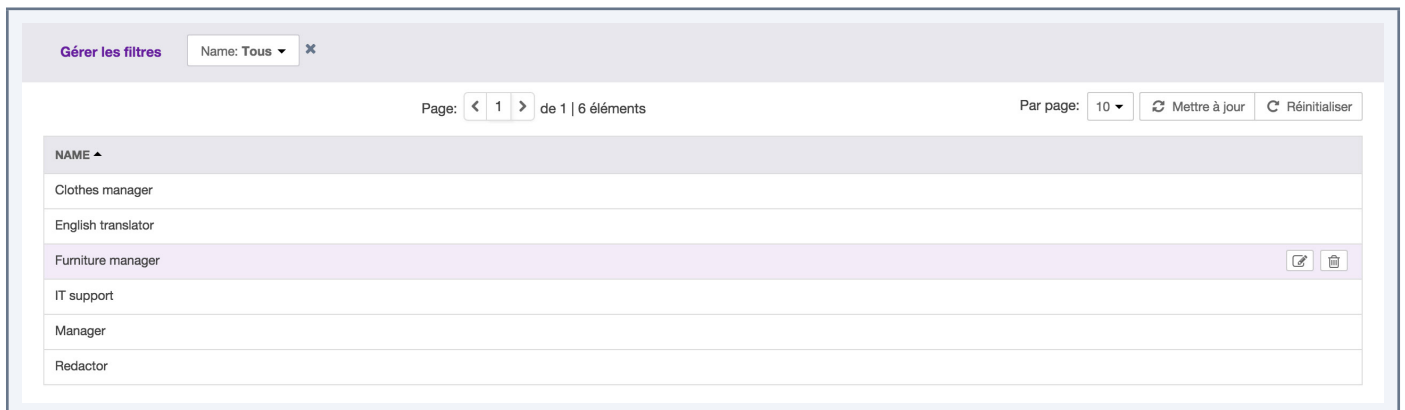 Gérer les filtres Name: Tous
Page: 1 de 1 | 6 éléments Par page: 10 Mettre à jour Réinitialiser
NAME
Clothes manager
English translator
Furniture manager
IT support
Manager
Redactor